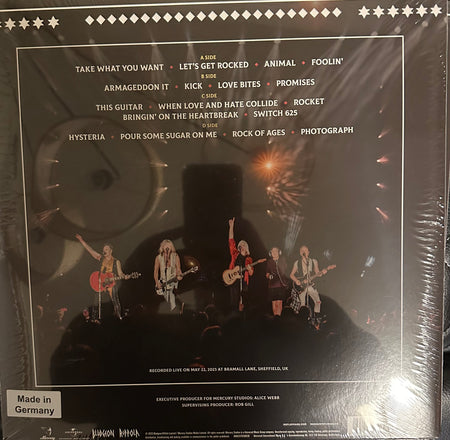 A SIDE
TAKE WHAT YOU WANT • LET'S GET ROCKED • ANIMAL • FOOLIN'
B SIDE
ARMAGEDDON IT • KICK • LOVE BITES • PROMISES
C SIDE
THIS GUITAR • WHEN LOVE AND HATE COLLIDE • ROCKET
BRINGIN' ON THE HEARTBREAK • SWITCH 625
D SIDE
HYSTERIA • POUR SOME SUGAR ON ME • ROCK OF AGES • PHOTOGRAPH
RECORDED LIVE ON MAY 22, 2023 AT BRAMALL LANE, SHEFFIELD, UK
EXECUTIVE PRODUCER FOR MERCURY STUDIOS: ALICE WEBB
SUPERVISING PRODUCER: ROB GILL
Made in
Germany